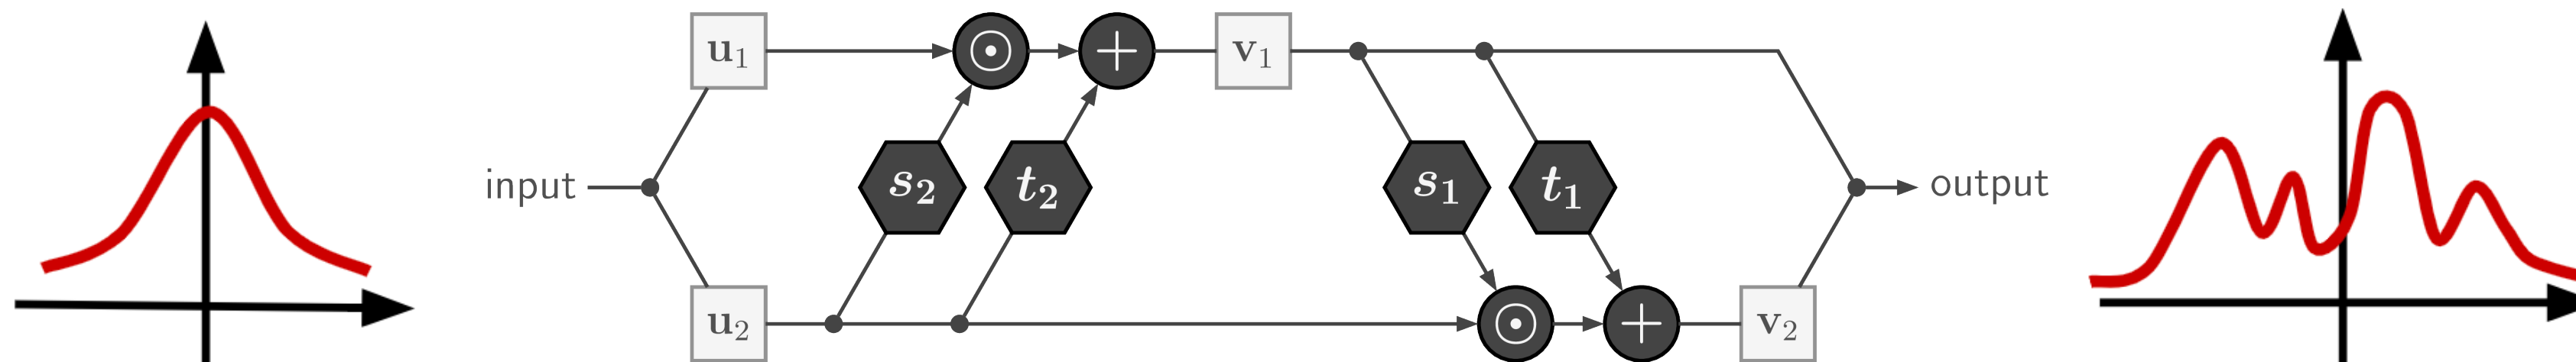 u₁ ⊙ + v₁
input s₂ t₂ s₁ t₁ output
u₂ ⊙ + v₂